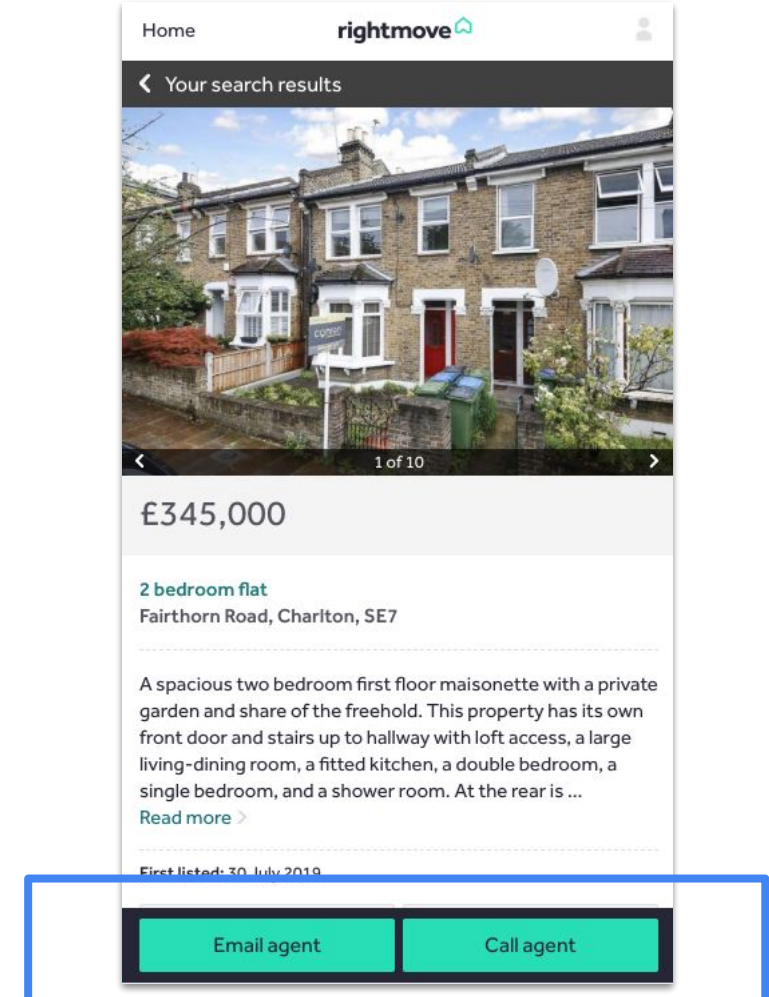 Home
rightmove
Your search results
CONRAN
1 of 10
£345,000
2 bedroom flat
Fairthorn Road, Charlton, SE7
A spacious two bedroom first floor maisonette with a private
garden and share of the freehold. This property has its own
front door and stairs up to hallway with loft access, a large
living-dining room, a fitted kitchen, a double bedroom, a
single bedroom, and a shower room. At the rear is ...
Read more
First listed: 30 July 2019
Email agent
Call agent